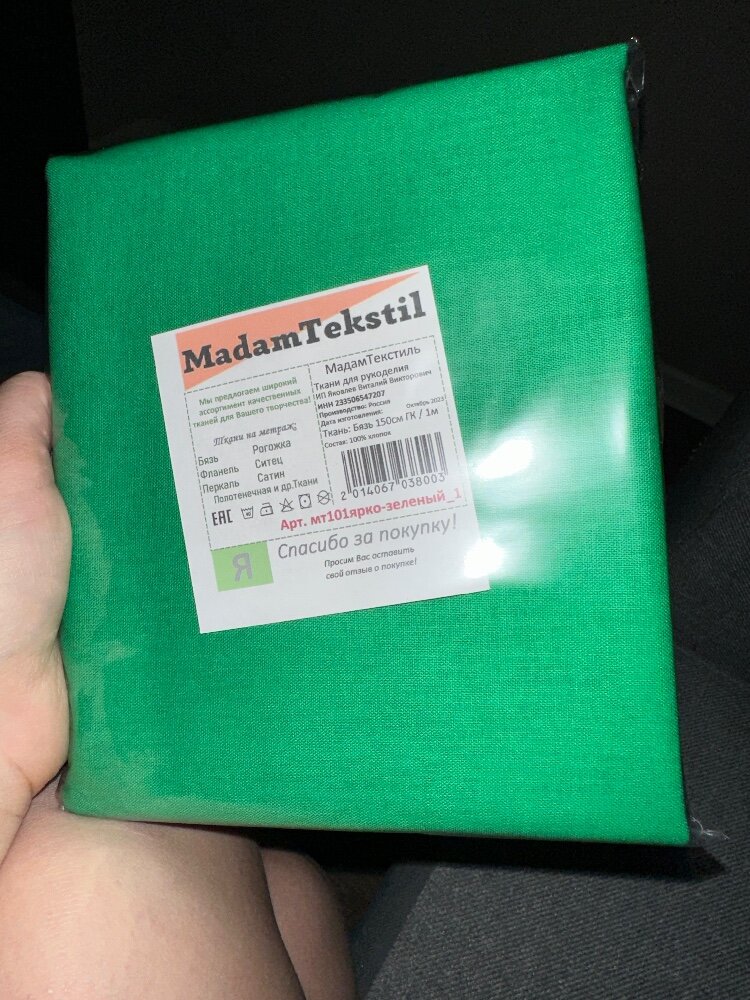 MadamTekstil
Мы предлагаем широкий
ассортимент качественных
тканей для Вашего творчества!
Ткани на метраж:
Бязь Рогожка
Фланель Ситец
Перкаль Сатин
Полотенечная и др.Ткани
МадамТекстиль
Ткани для рукоделия
ИП Яковлев Виталий Викторович
ИНН 233506547207
Производство: Россия
Дата изготовления: Октябрь 2023
Ткань: Бязь 150см ГК / 1м
Состав: 100% хлопок
2 014067 038003
EAC 40
Арт. мт101ярко-зеленый_1
Я Спасибо за покупку!
Просим Вас оставить
свой отзыв о покупке!